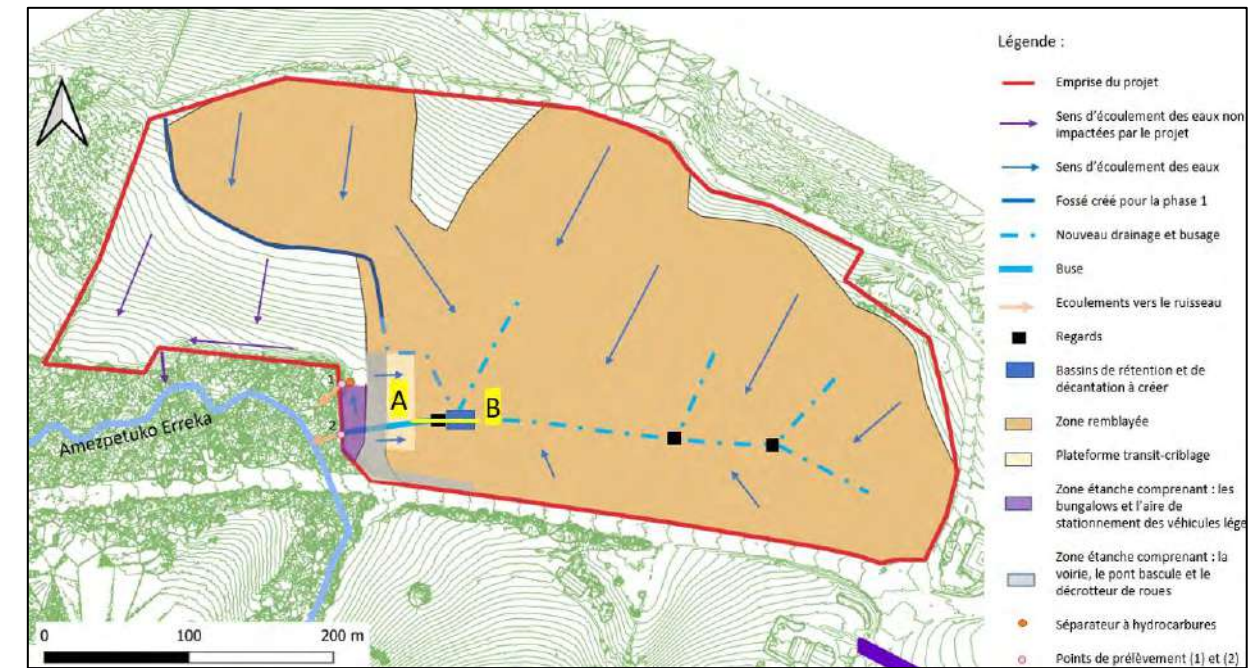 Légende :
Emprise du projet
Sens d'écoulement des eaux non
impactées par le projet
Sens d'écoulement des eaux
Fossé créé pour la phase 1
Nouveau drainage et busage
Buse
Ecoulements vers le ruisseau
Regards
Bassins de rétention et de
décantation à créer
Zone remblayée
Plateforme transit-criblage
Zone étanche comprenant : les
bungalows et l'aire de
stationnement des véhicules lége
Zone étanche comprenant : la
voirie, le pont bascule et le
décrotteur de roues
Séparateur à hydrocarbures
Points de prélèvement (1) et (2)
1
A
B
2
Amezpetuko Erreka
0
100
200 m